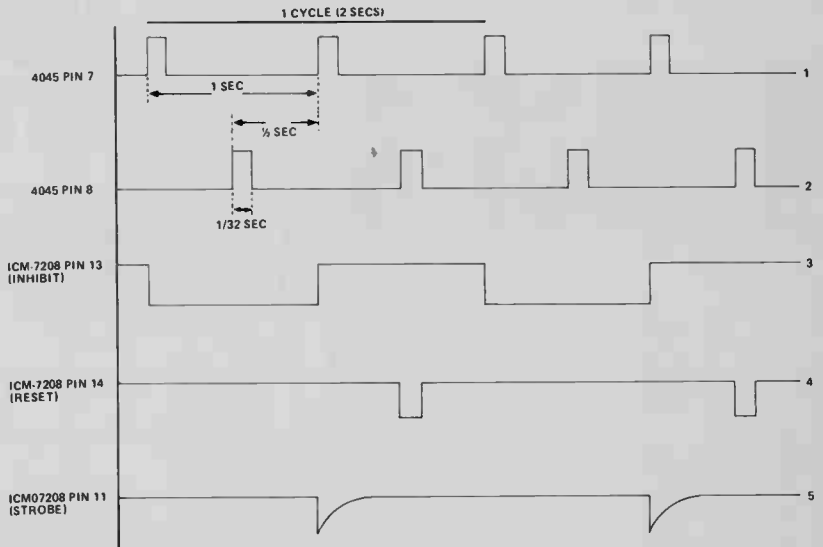 1 CYCLE (2 SECS)
4045 PIN 7
1
1 SEC
½ SEC
4045 PIN 8
2
1/32 SEC
ICM-7208 PIN 13
(INHIBIT)
3
ICM-7208 PIN 14
(RESET)
4
ICM07208 PIN 11
(STROBE)
5